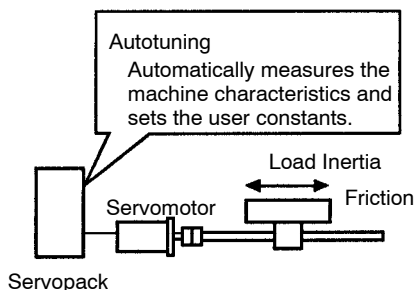 Autotuning
Automatically measures the
machine characteristics and
sets the user constants.
Load Inertia
Friction
Servomotor
Servopack